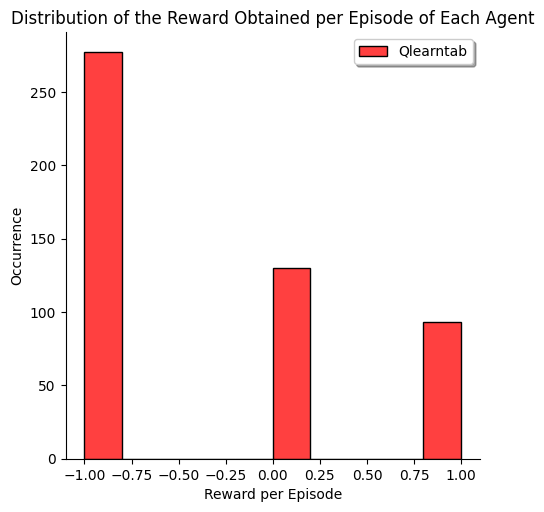 Distribution of the Reward Obtained per Episode of Each Agent
Qlearntab
250
200
150
100
50
0
Occurrence
−1.00 −0.75 −0.50 −0.25 0.00 0.25 0.50 0.75 1.00
Reward per Episode